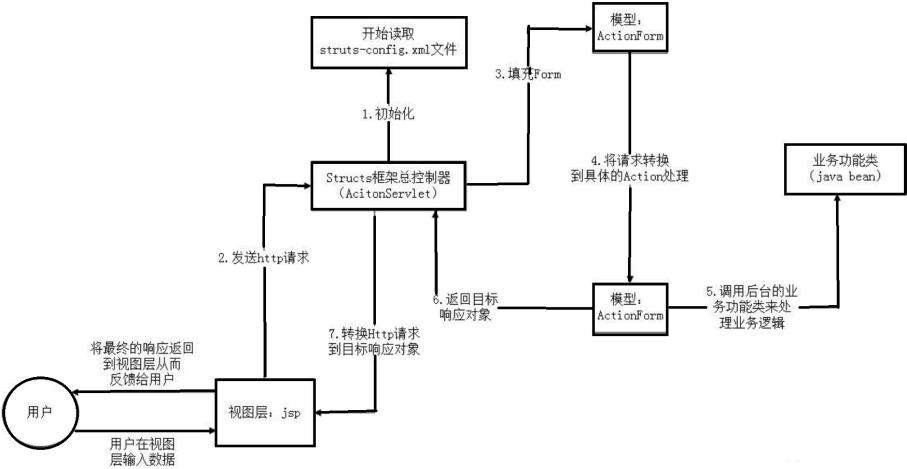 开始读取
struts-config.xml文件
模型：
ActionForm
3.填充Form
1.初始化
4.将请求转换
到具体的Action处理
业务功能类
（java bean）
Structs框架总控制器
（AcitonServlet）
2.发送http请求
6.返回目标
响应对象
模型：
ActionForm
5.调用后台的业
务功能类来处
理业务逻辑
7.转换Http请求
到目标响应对象
将最终的响应返回
到视图层从而
反馈给用户
用户
视图层：jsp
用户在视图
层输入数据